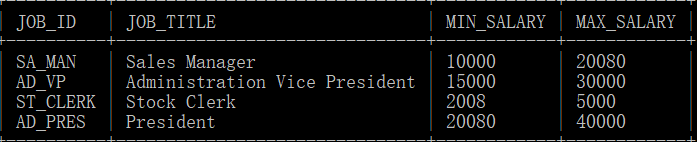 JOB_ID JOB_TITLE MIN_SALARY MAX_SALARY
SA_MAN Sales Manager 10000 20080
AD_VP Administration Vice President 15000 30000
ST_CLERK Stock Clerk 2008 5000
AD_PRES President 20080 40000